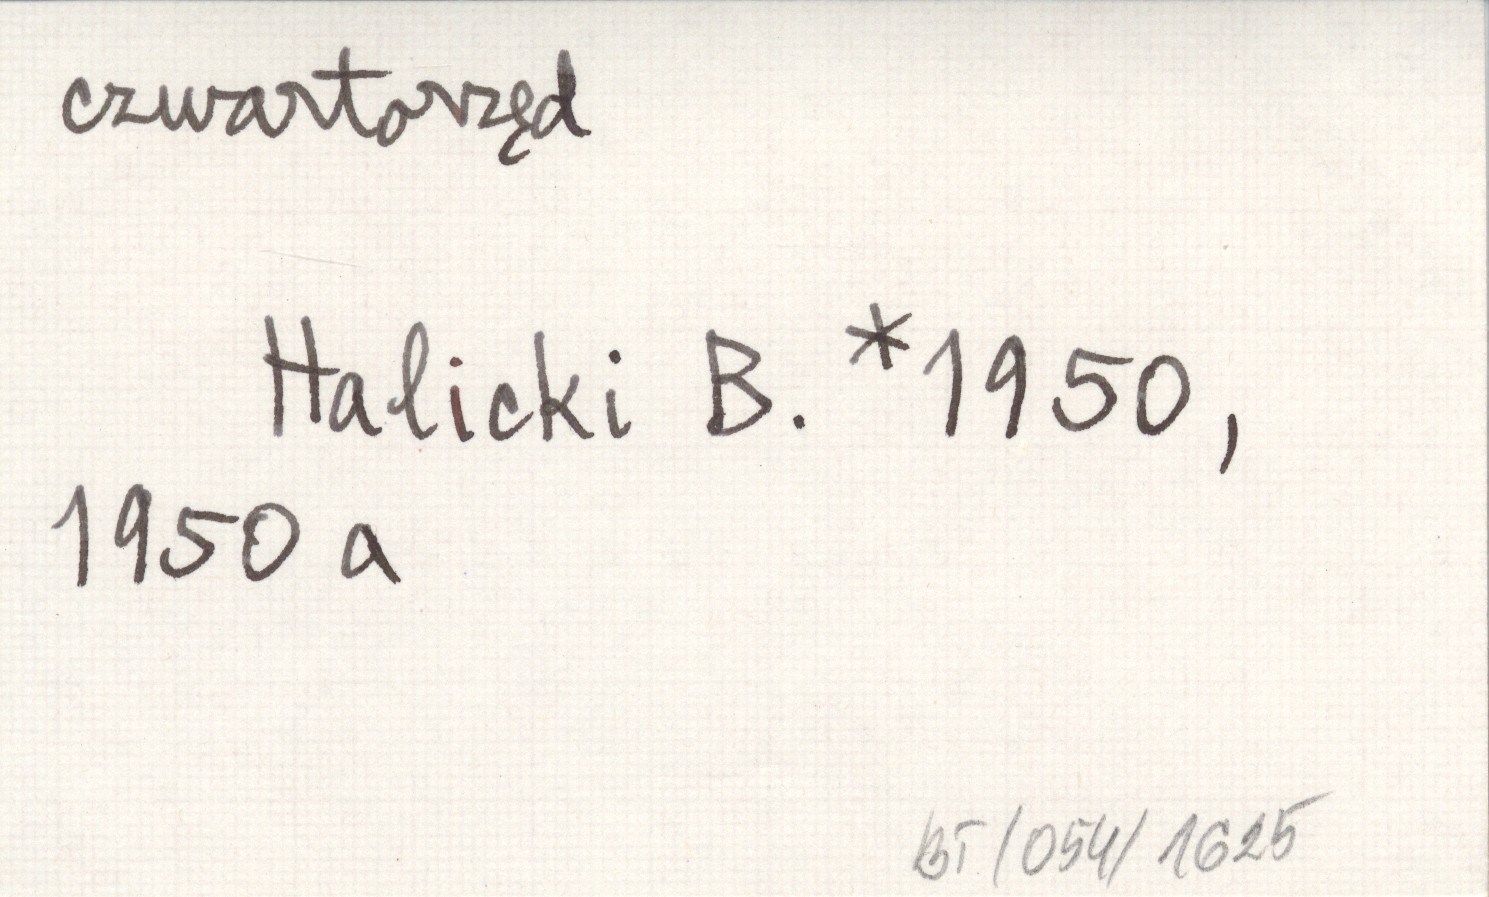 czwartorzęd
Halicki B. *1950,
1950 a
BT/054/1625